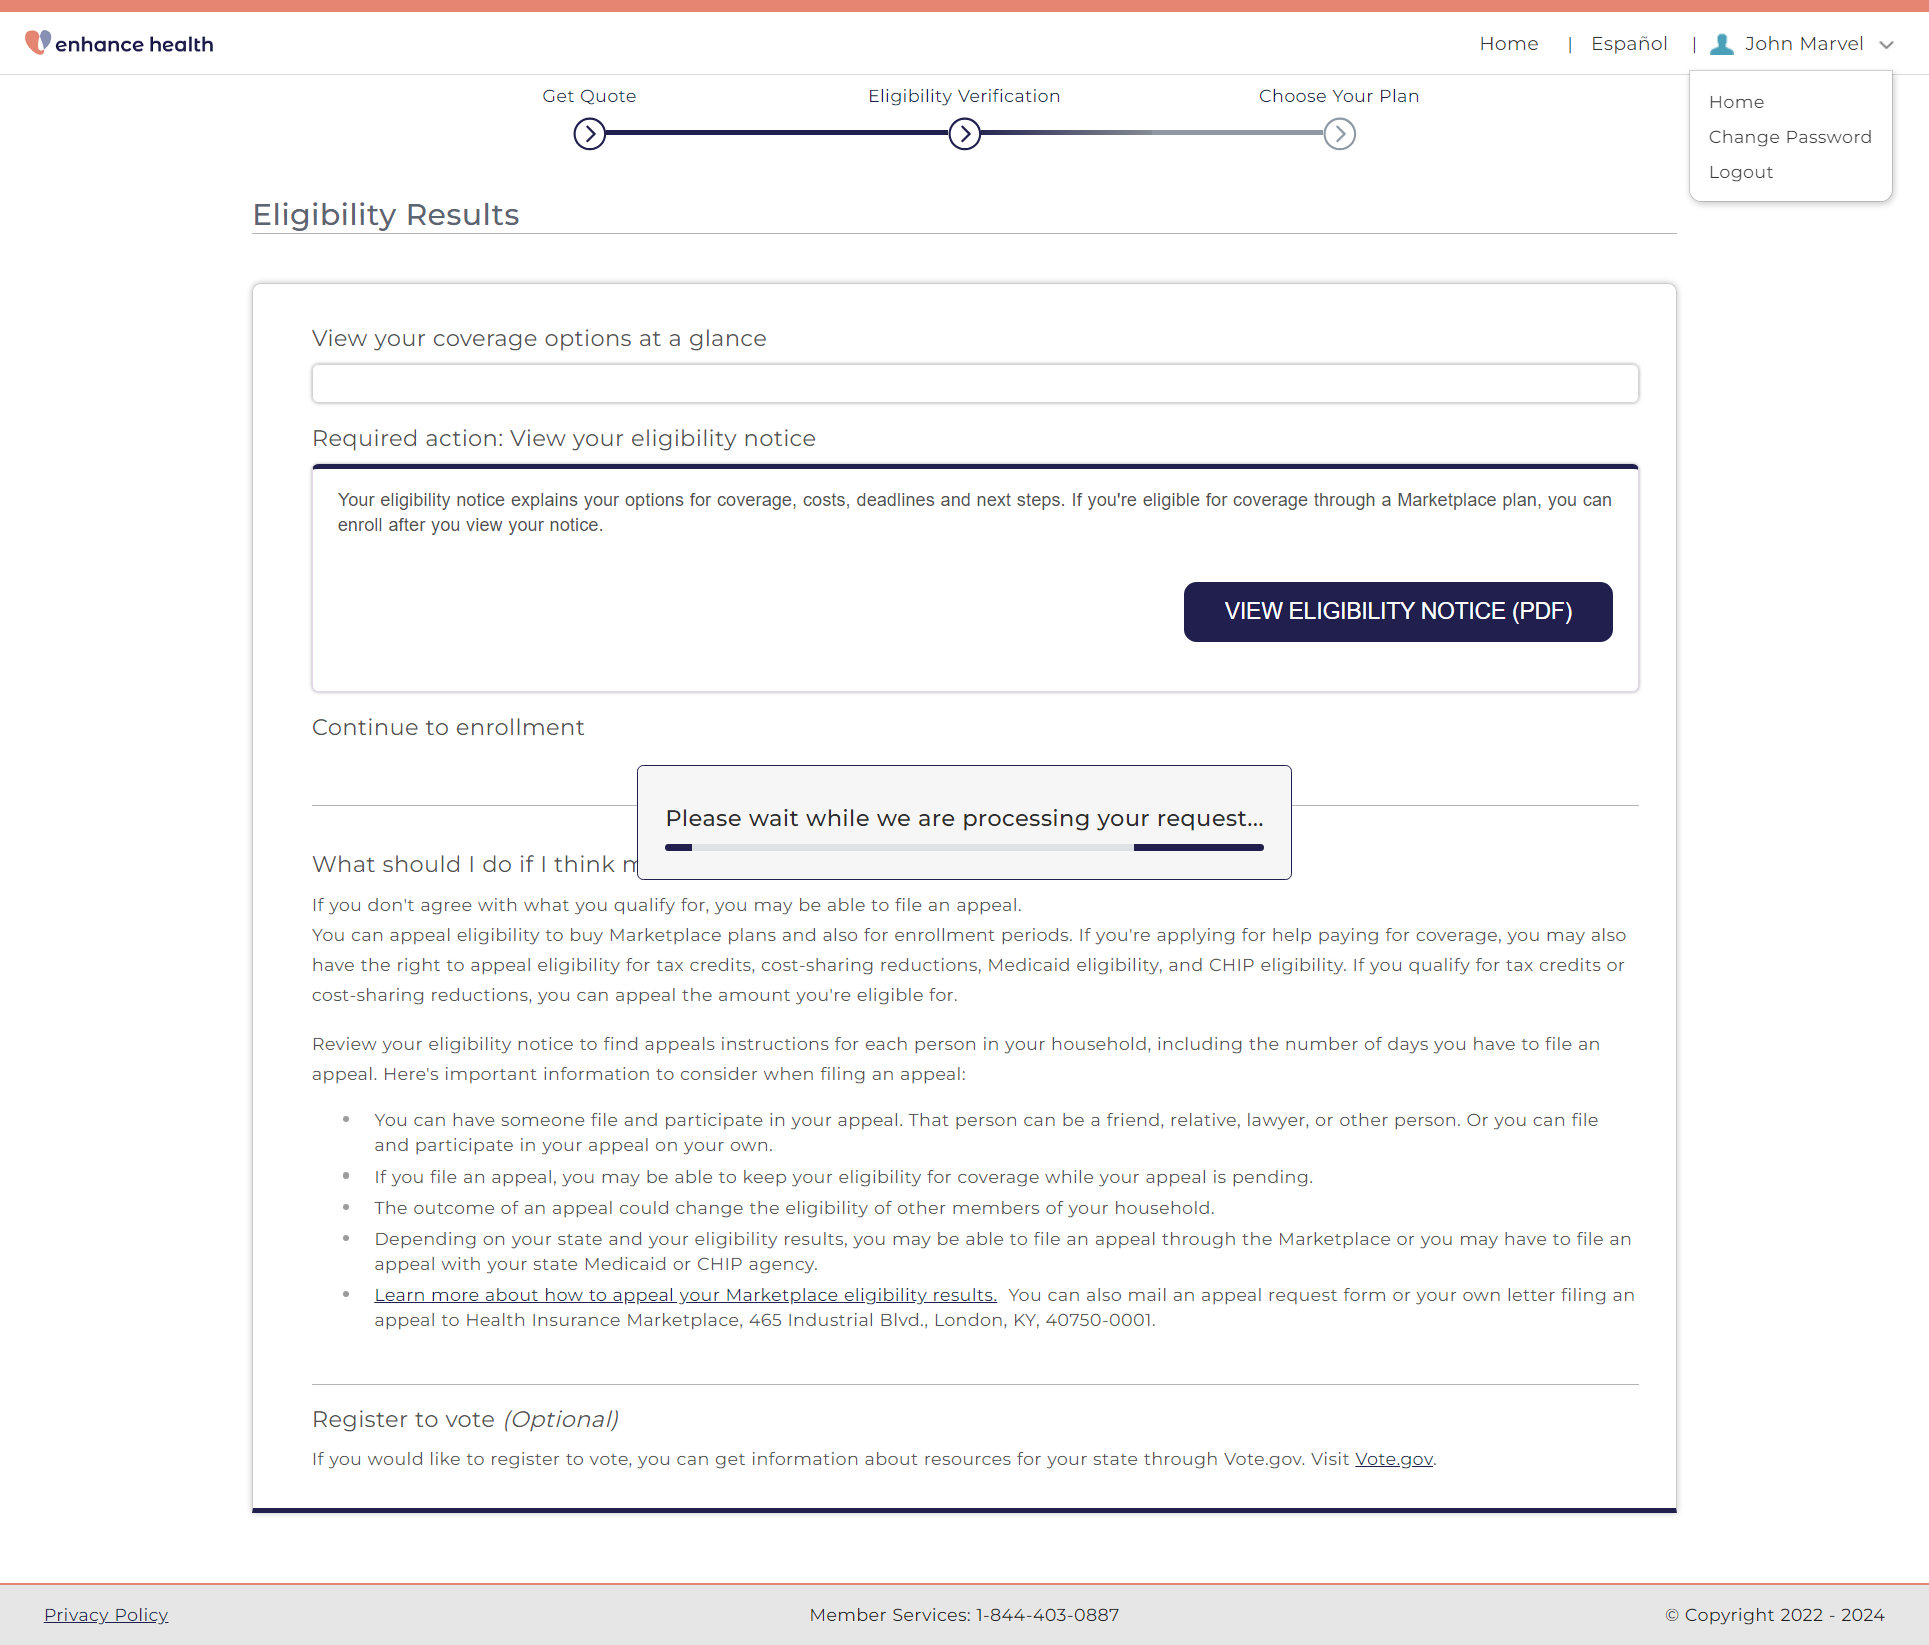 enhance health
Home | Español | John Marvel
Home
Change Password
Logout
Get Quote
Eligibility Verification
Choose Your Plan
Eligibility Results
View your coverage options at a glance
Required action: View your eligibility notice
Your eligibility notice explains your options for coverage, costs, deadlines and next steps. If you're eligible for coverage through a Marketplace plan, you can
enroll after you view your notice.
VIEW ELIGIBILITY NOTICE (PDF)
Continue to enrollment
Please wait while we are processing your request...
What should I do if I think
If you don't agree with what you qualify for, you may be able to file an appeal.
You can appeal eligibility to buy Marketplace plans and also for enrollment periods. If you're applying for help paying for coverage, you may also
have the right to appeal eligibility for tax credits, cost-sharing reductions, Medicaid eligibility, and CHIP eligibility. If you qualify for tax credits or
cost-sharing reductions, you can appeal the amount you're eligible for.
Review your eligibility notice to find appeals instructions for each person in your household, including the number of days you have to file an
appeal. Here's important information to consider when filing an appeal:
• You can have someone file and participate in your appeal. That person can be a friend, relative, lawyer, or other person. Or you can file
and participate in your appeal on your own.
• If you file an appeal, you may be able to keep your eligibility for coverage while your appeal is pending.
• The outcome of an appeal could change the eligibility of other members of your household.
• Depending on your state and your eligibility results, you may be able to file an appeal through the Marketplace or you may have to file an
appeal with your state Medicaid or CHIP agency.
• Learn more about how to appeal your Marketplace eligibility results. You can also mail an appeal request form or your own letter filing an
appeal to Health Insurance Marketplace, 465 Industrial Blvd., London, KY, 40750-0001.
Register to vote (Optional)
If you would like to register to vote, you can get information about resources for your state through Vote.gov. Visit Vote.gov.
Privacy Policy
Member Services: 1-844-403-0887
© Copyright 2022 - 2024